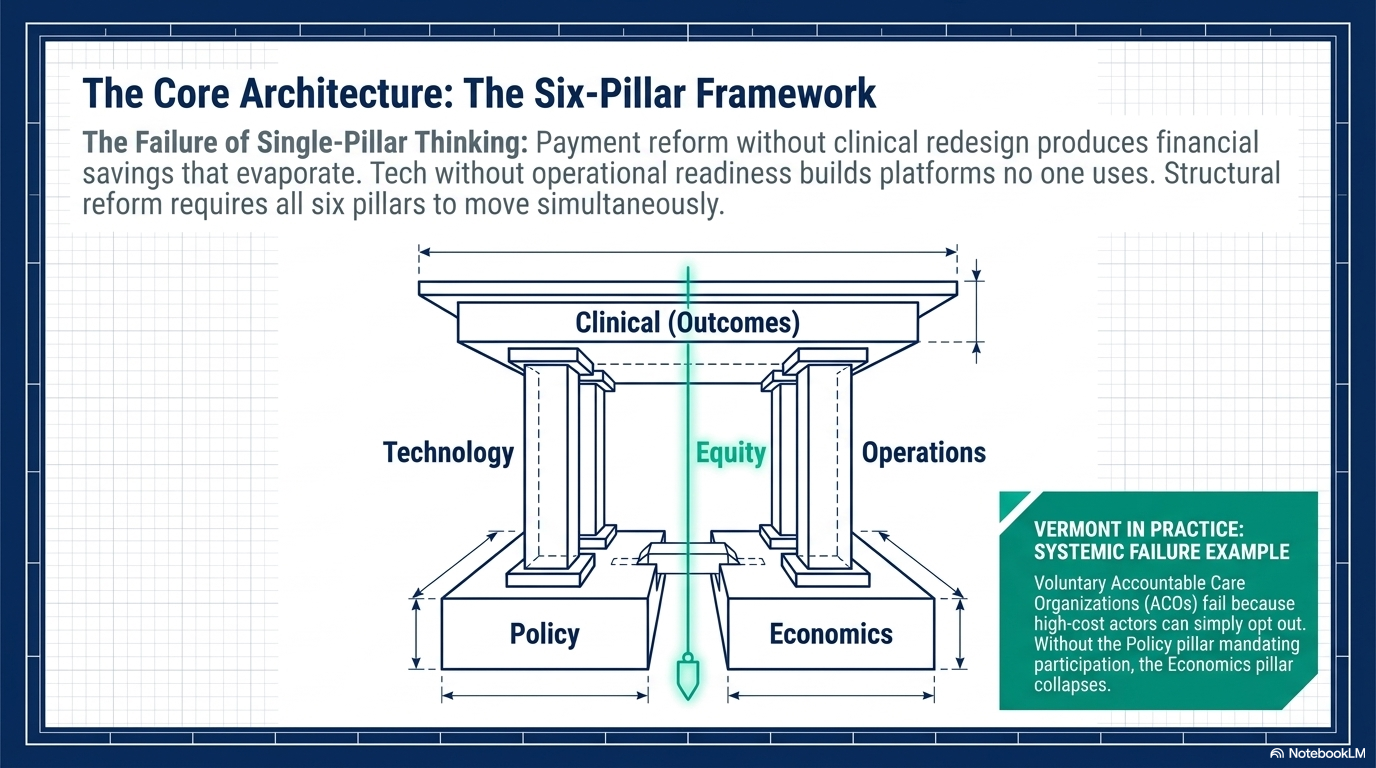 The Core Architecture: The Six-Pillar Framework
The Failure of Single-Pillar Thinking: Payment reform without clinical redesign produces financial
savings that evaporate. Tech without operational readiness builds platforms no one uses. Structural
reform requires all six pillars to move simultaneously.
Clinical (Outcomes)
Technology
Equity
Operations
Policy
Economics
VERMONT IN PRACTICE:
SYSTEMIC FAILURE EXAMPLE
Voluntary Accountable Care
Organizations (ACOs) fail because
high-cost actors can simply opt out.
Without the Policy pillar mandating
participation, the Economics pillar
collapses.
NotebookLM